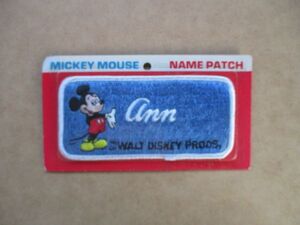 MICKEY MOUSE NAME PATCH
Ann
WALT DISNEY PRODS.